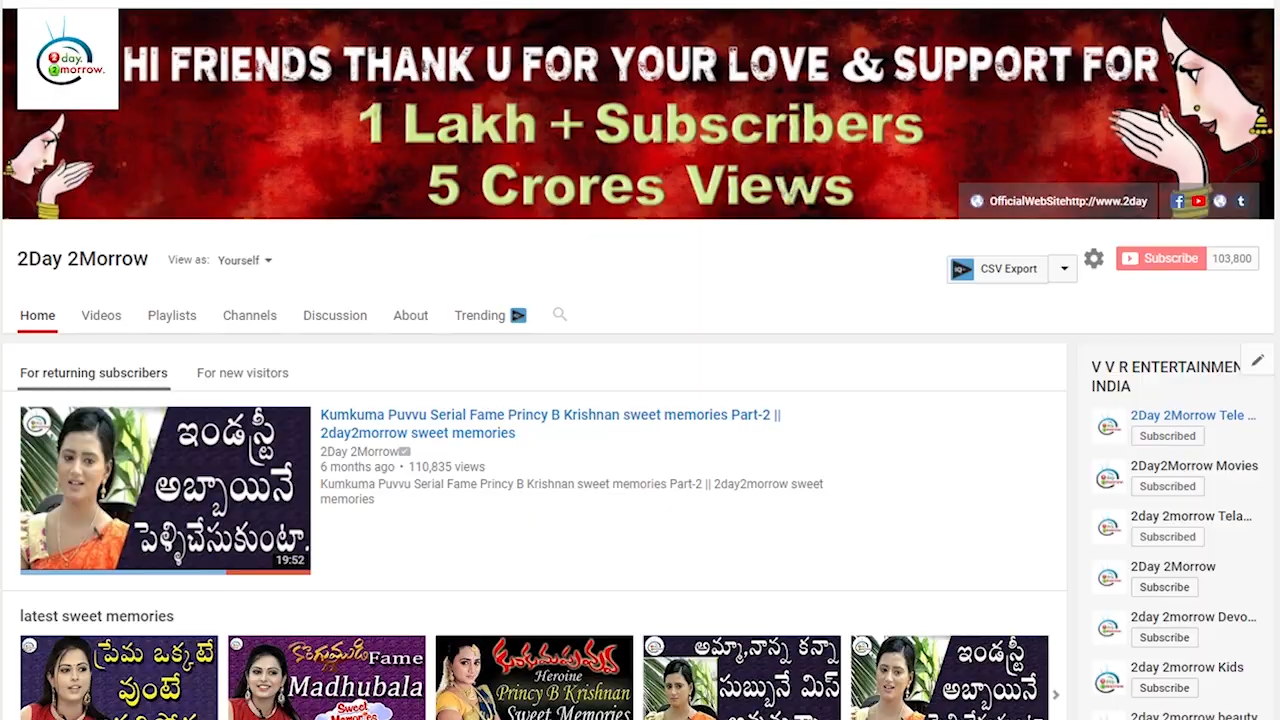 2day.
2morrow.
HI FRIENDS THANK U FOR YOUR LOVE & SUPPORT FOR
1 Lakh + Subscribers
5 Crores Views
OfficialWebSitehttp://www.2day
2Day 2Morrow
View as: Yourself
CSV Export
Subscribe 103,800
Home Videos Playlists Channels Discussion About Trending
For returning subscribers For new visitors
ఇండస్ట్రీ
అబ్బాయినే
పెళ్ళిచేసుకుంటా.
19:52
Kumkuma Puvvu Serial Fame Princy B Krishnan sweet memories Part-2 ||
2day2morrow sweet memories
2Day 2Morrow
6 months ago • 110,835 views
Kumkuma Puvvu Serial Fame Princy B Krishnan sweet memories Part-2 || 2day2morrow sweet
memories
latest sweet memories
ప్రేమ ఒక్కటే
వుంటే
Fame
Madhubala
Sweet
Memories
కుంకుమపువ్వు
Heroine
Princy B Krishnan
Sweet Memories
అమ్మా,నాన్న కన్నా
సుబ్బునే మిస్
ఇండస్ట్రీ
అబ్బాయినే
V V R ENTERTAINMEN
INDIA
2Day 2Morrow Tele ...
Subscribed
2Day2Morrow Movies
Subscribed
2day 2morrow Tela...
Subscribed
2Day 2Morrow
Subscribe
2day 2morrow Devo...
Subscribe
2day 2morrow Kids
Subscribe
2day 2morrow beauty